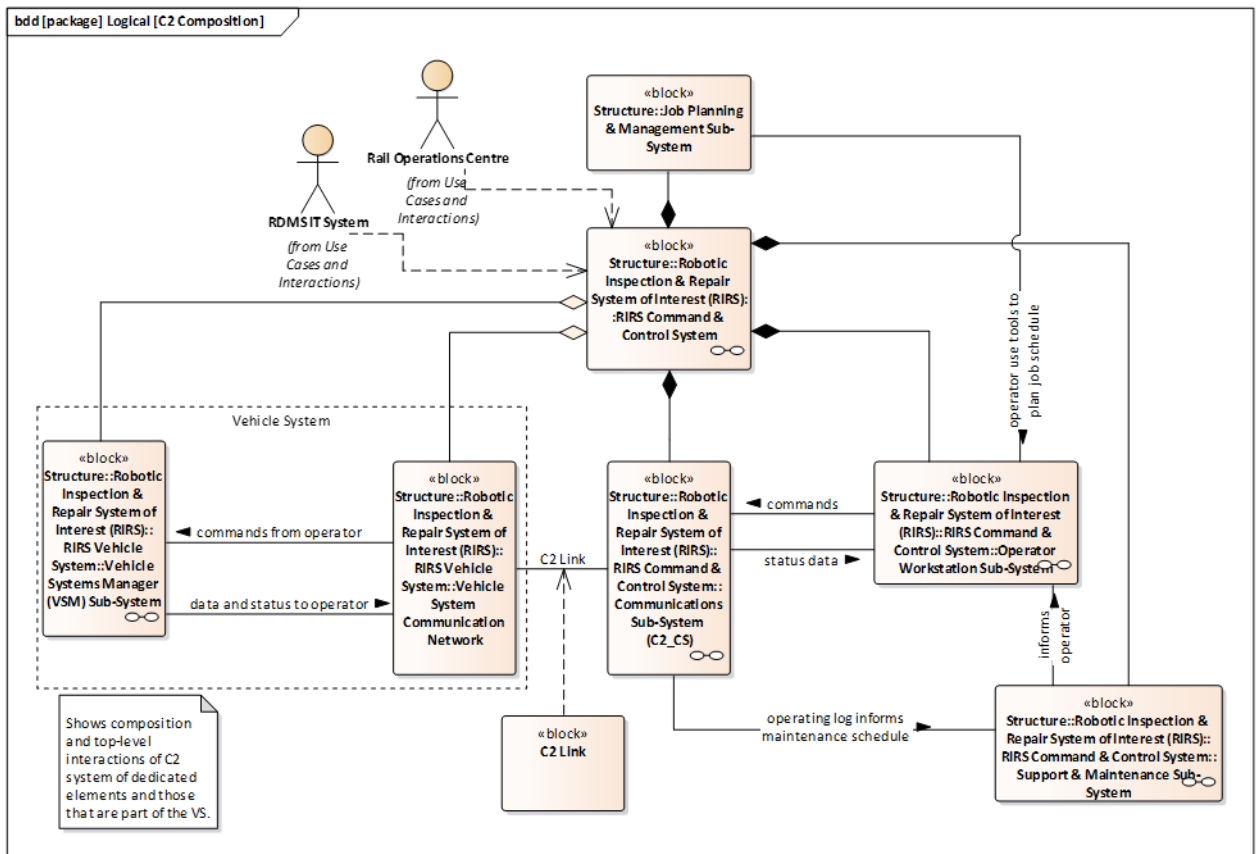 bdd [package] Logical [C2 Composition]
«block»
Structure::Job Planning
& Management Sub-
System
Rail Operations Centre
(from Use
Cases and
Interactions)
RDMS IT System
(from Use
Cases and
Interactions)
«block»
Structure::Robotic
Inspection & Repair
System of Interest (RIRS):
:RIRS Command &
Control System
operator use tools to
plan job schedule
Vehicle System
«block»
Structure::Robotic
Inspection &
Repair System of
Interest (RIRS)::
RIRS Vehicle
System::Vehicle
Systems Manager
(VSM) Sub-System
commands from operator
data and status to operator
«block»
Structure::Robotic
Inspection &
Repair System of
Interest (RIRS)::
RIRS Vehicle
System::Vehicle
System
Communication
Network
C2 Link
«block»
Structure::Robotic
Inspection &
Repair System of
Interest (RIRS)::
RIRS Command &
Control System::
Communications
Sub-System
(C2_CS)
commands
status data
«block»
Structure::Robotic Inspection
& Repair System of Interest
(RIRS)::RIRS Command &
Control System::Operator
Workstation Sub-System
informs
operator
Shows composition
and top-level
interactions of C2
system of dedicated
elements and those
that are part of the VS.
«block»
C2 Link
operating log informs
maintenance schedule
«block»
Structure::Robotic Inspection &
Repair System of Interest (RIRS)::
RIRS Command & Control System::
Support & Maintenance Sub-
System